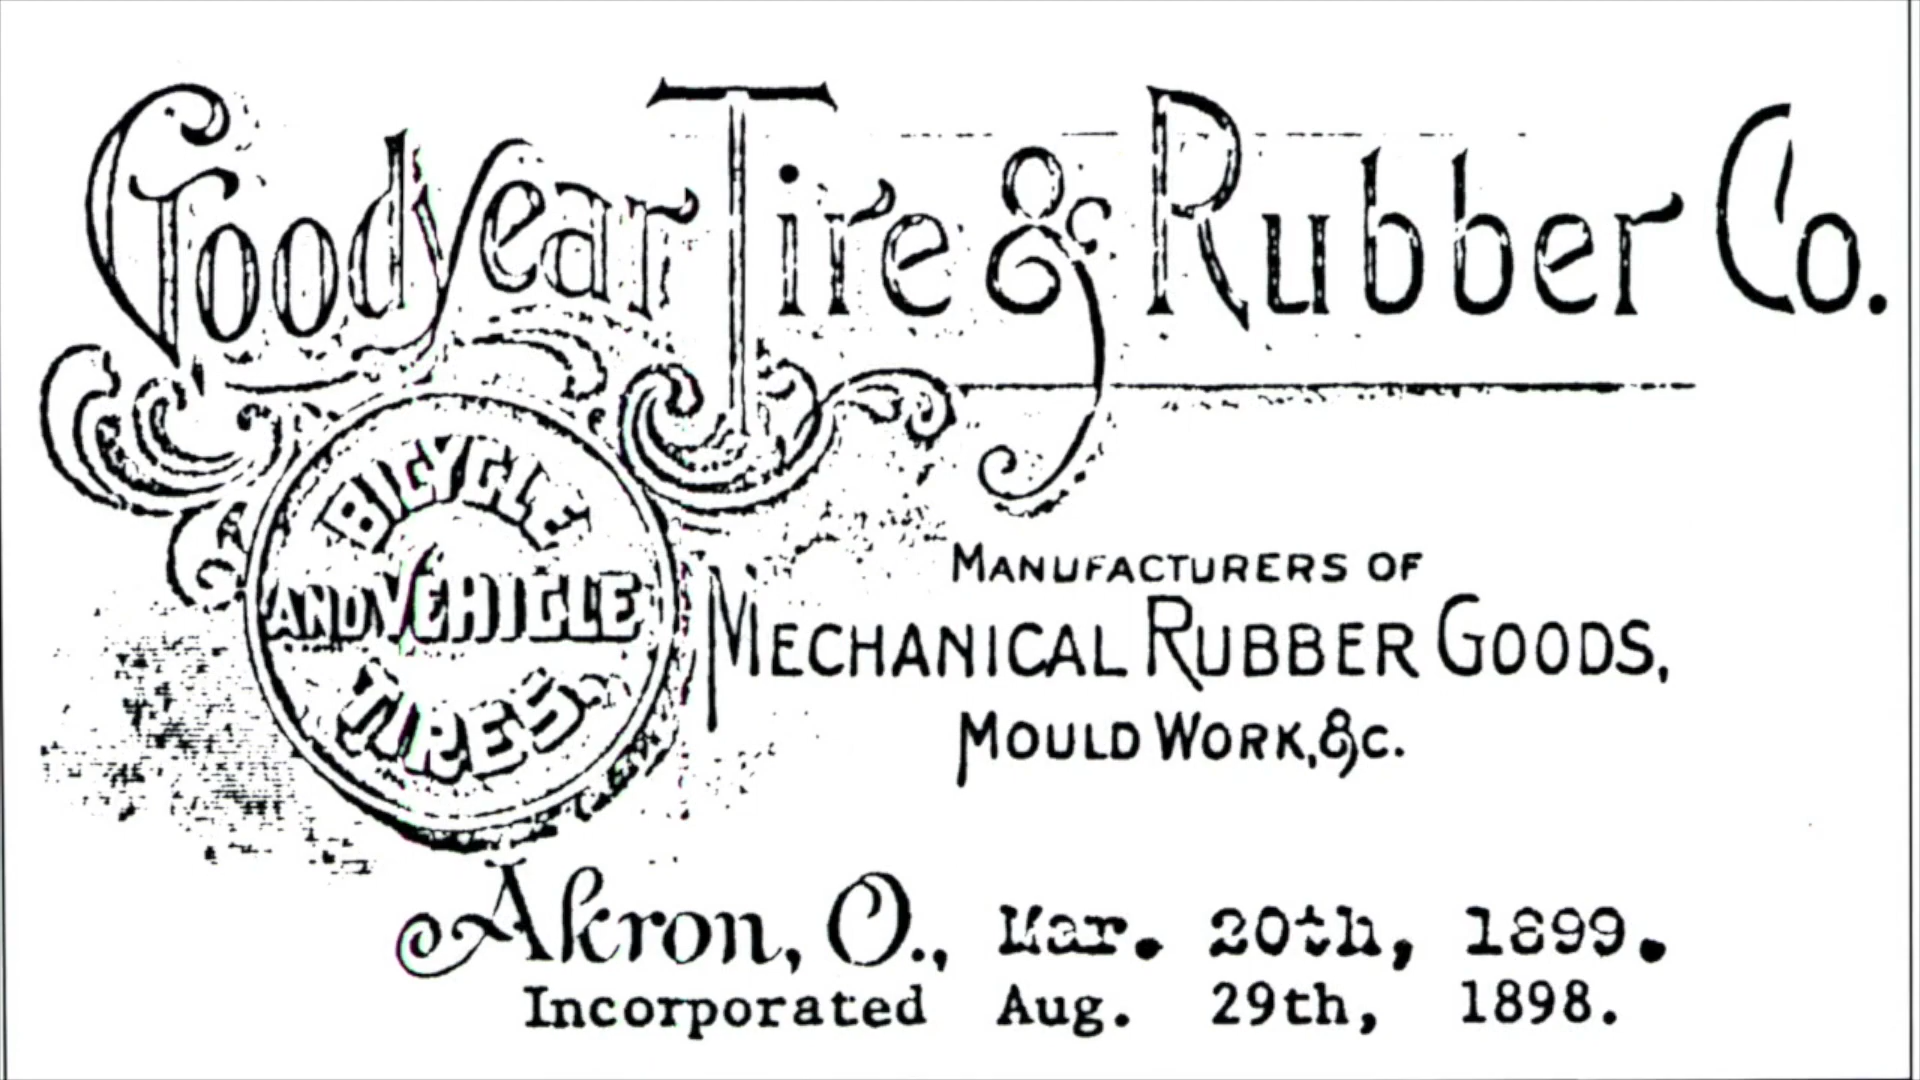 Goodyear Tire & Rubber Co.
BICYCLE
AND VEHICLE
TIRES
MANUFACTURERS OF
MECHANICAL RUBBER GOODS,
MOULD WORK, &c.
Akron, O., Mar. 20th, 1899.
Incorporated Aug. 29th, 1898.